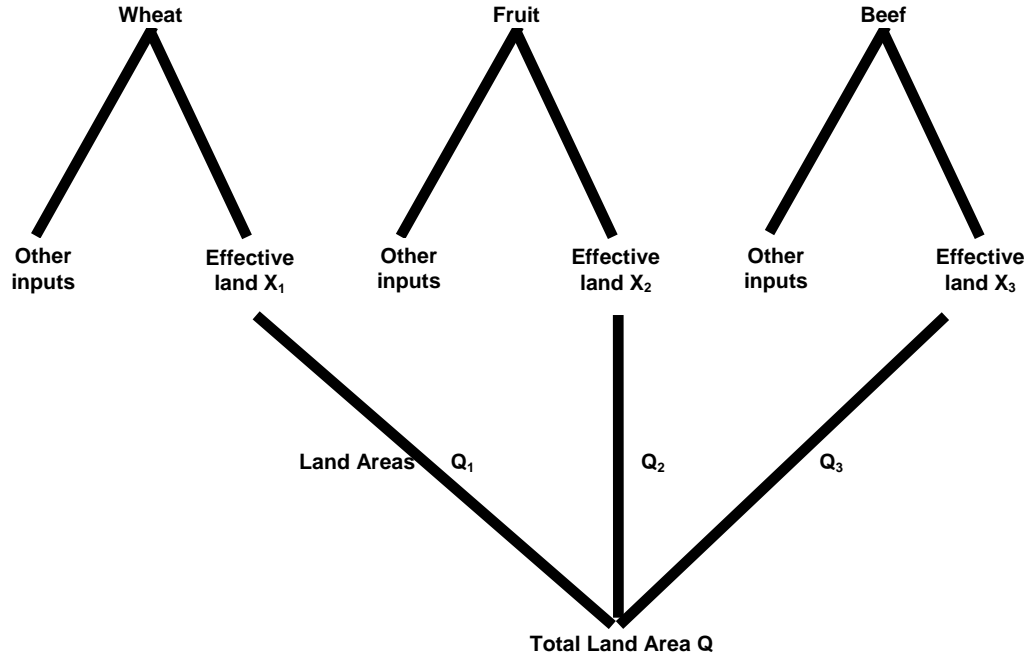 Wheat
Fruit
Beef
Other
inputs
Effective
land X₁
Other
inputs
Effective
land X₂
Other
inputs
Effective
land X₃
Land Areas
Q₁
Q₂
Q₃
Total Land Area Q